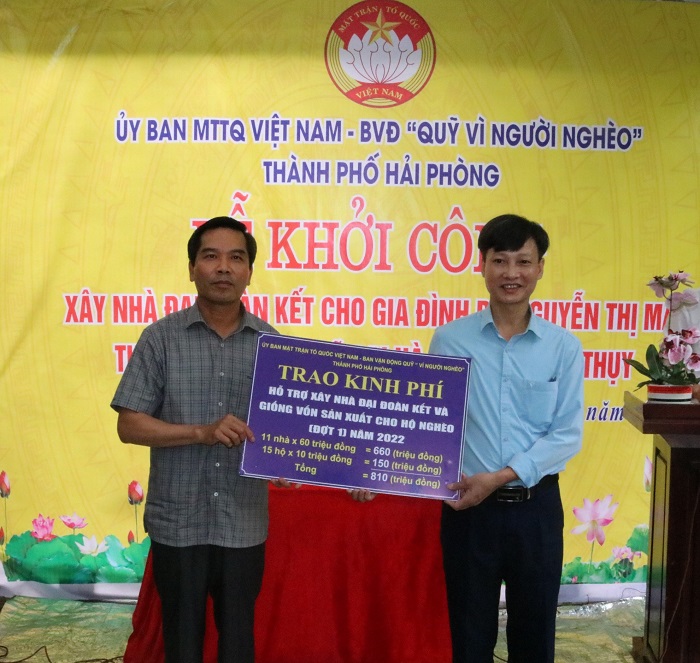 MẶT TRẬN TỔ QUỐC
VIỆT NAM
ỦY BAN MTTQ VIỆT NAM - BVĐ "QUỸ VÌ NGƯỜI NGHÈO"
THÀNH PHỐ HẢI PHÒNG
LỄ KHỞI CÔN
XÂY NHÀ ĐẠI ĐOÀN KẾT CHO GIA ĐÌNH NGUYỄN THỊ
THỤY
năm
ỦY BAN MẶT TRẬN TỔ QUỐC VIỆT NAM - BAN VẬN ĐỘNG QUỸ "VÌ NGƯỜI NGHÈO"
THÀNH PHỐ HẢI PHÒNG
TRAO KINH PHÍ
HỖ TRỢ XÂY NHÀ ĐẠI ĐOÀN KẾT VÀ
GIỐNG VỐN SẢN XUẤT CHO HỘ NGHÈO
(ĐỢT 1) NĂM 2022
11 nhà x 60 triệu đồng = 660 (triệu đồng)
15 hộ x 10 triệu đồng = 150 (triệu đồng)
Tổng = 810 (triệu đồng)